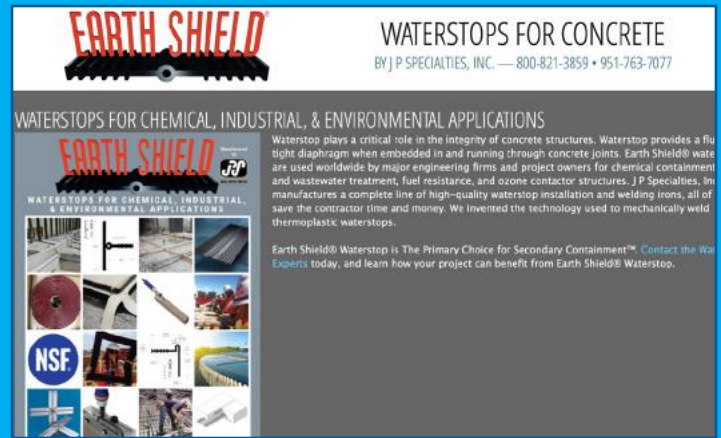 EARTH SHIELD®
WATERSTOPS FOR CONCRETE
BY J P SPECIALTIES, INC. — 800-821-3859 • 951-763-7077
WATERSTOPS FOR CHEMICAL, INDUSTRIAL, & ENVIRONMENTAL APPLICATIONS
EARTH SHIELD
WATERSTOPS FOR CHEMICAL, INDUSTRIAL,
& ENVIRONMENTAL APPLICATIONS
NSF
Waterstop plays a critical role in the integrity of concrete structures. Waterstop provides a flu
tight diaphragm when embedded in and running through concrete joints. Earth Shield® wate
are used worldwide by major engineering firms and project owners for chemical containment
and wastewater treatment, fuel resistance, and ozone contactor structures. J P Specialties, Inc
manufactures a complete line of high-quality waterstop installation and welding irons, all of
save the contractor time and money. We invented the technology used to mechanically weld
thermoplastic waterstops.
Earth Shield® Waterstop is The Primary Choice for Secondary Containment™. Contact the Wat
Experts today, and learn how your project can benefit from Earth Shield® Waterstop.